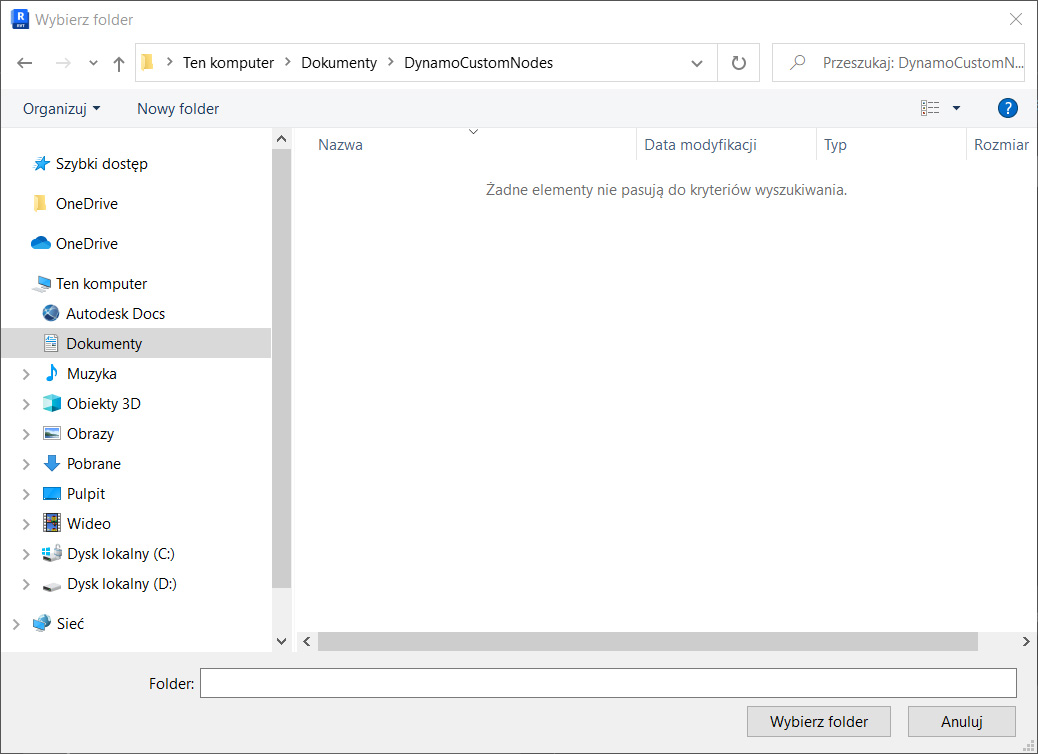 Wybierz folder
Ten komputer > Dokumenty > DynamoCustomNodes
Przeszukaj: DynamoCustomN...
Organizuj
Nowy folder
?
Nazwa
Data modyfikacji
Typ
Rozmiar
Żadne elementy nie pasują do kryteriów wyszukiwania.
Szybki dostęp
OneDrive
OneDrive
Ten komputer
Autodesk Docs
Dokumenty
Muzyka
Obiekty 3D
Obrazy
Pobrane
Pulpit
Wideo
Dysk lokalny (C:)
Dysk lokalny (D:)
Sieć
Folder:
Wybierz folder
Anuluj